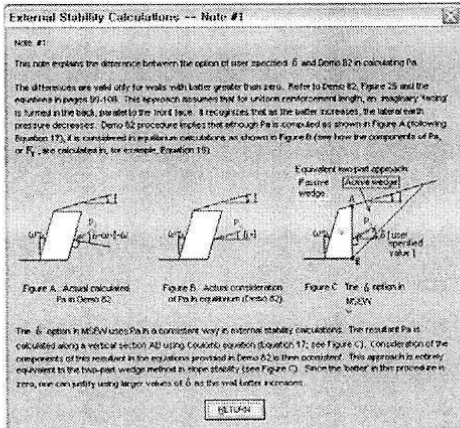 External Stability Calculations -- Note #1
Note #1:
This note explains the difference between the option of user specified δ and Demo 82 in calculating Pa.
The differences are valid only for walls with batter greater than zero. Refer to Demo 82, Figure 25 and the
equations in pages 99-108. This approach assumes that for uniform reinforcement length, an imaginary 'facing'
is formed in the back, parallel to the front face. It recognizes that as the batter increases, the lateral earth
pressure decreases. Demo 82 procedure implies that although Pa is computed as shown in Figure A (following
Equation 17), it is considered in equilibrium calculations as shown in Figure B (see how the components of Pa,
or F, are calculated in, for example, Equation 19).
Equivalent two part approach:
Passive wedge
Active wedge
A
P
P
P
ω
ω
ω
δ [user
specified
value]
B
Figure A. Actual calculated
Pa in Demo 82
Figure B. Actual consideration
of Pa in equilibrium (Demo 82)
Figure C. The δ option in
MSEW
The δ option in MSEW uses Pa in a consistent way in external stability calculations. The resultant Pa is
calculated along a vertical section AB using Coulomb equation (Equation 17; see Figure C). Consideration of the
components of this resultant in the equations provided in Demo 82 is then consistent. This approach is entirely
equivalent to the two-part wedge method in slope stability (see Figure C). Since the 'batter' in this procedure is
zero, one can justify using larger values of δ as the wall batter increases.
RETURN